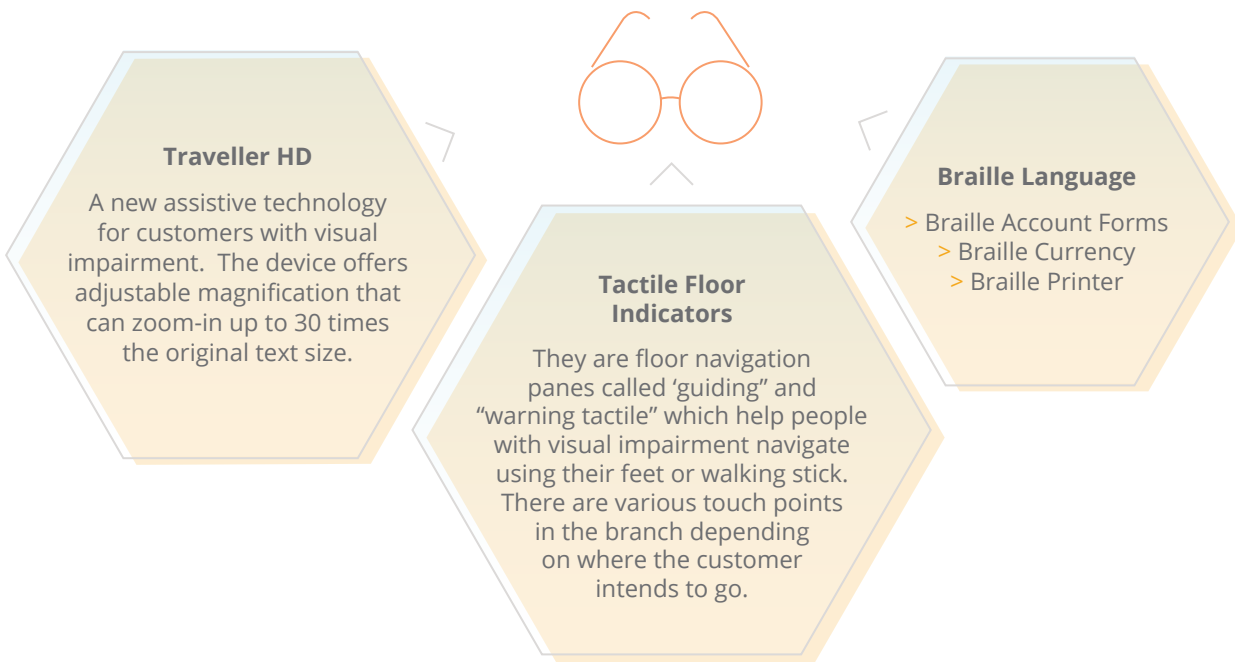 Traveller HD
A new assistive technology
for customers with visual
impairment.  The device offers
adjustable magnification that
can zoom-in up to 30 times
the original text size.
Tactile Floor
Indicators
They are floor navigation
panes called ‘guiding” and
“warning tactile” which help people
with visual impairment navigate
using their feet or walking stick.
There are various touch points
in the branch depending
on where the customer
intends to go.
Braille Language
> Braille Account Forms
> Braille Currency
> Braille Printer